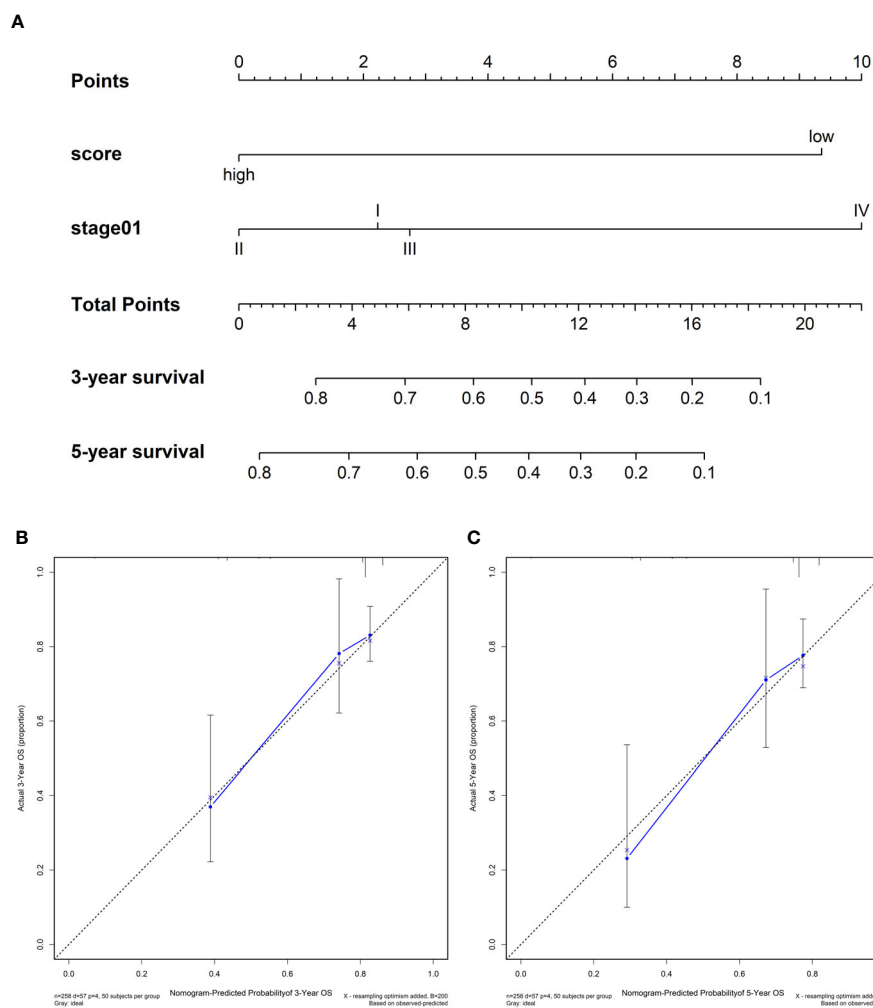 A
Points
0 2 4 6 8 10
score
low
high
stage01
I IV
II III
Total Points
0 4 8 12 16 20
3-year survival
0.8 0.7 0.6 0.5 0.4 0.3 0.2 0.1
5-year survival
0.8 0.7 0.6 0.5 0.4 0.3 0.2 0.1
B
Actual 3-Year OS (proportion)
1.0
0.8
0.6
0.4
0.2
0.0
0.0 0.2 0.4 0.6 0.8 1.0
Nomogram-Predicted Probabilityof 3-Year OS
n=258 d=57 p=4, 50 subjects per group
Gray: ideal
X - resampling optimism added, B=200
Based on observed-predicted
C
Actual 5-Year OS (proportion)
1.0
0.8
0.6
0.4
0.2
0.0
0.0 0.2 0.4 0.6 0.8
Nomogram-Predicted Probabilityof 5-Year OS
n=258 d=57 p=4, 50 subjects per group
Gray: ideal
X - resampling optimism added, B=200
Based on observed-predicted